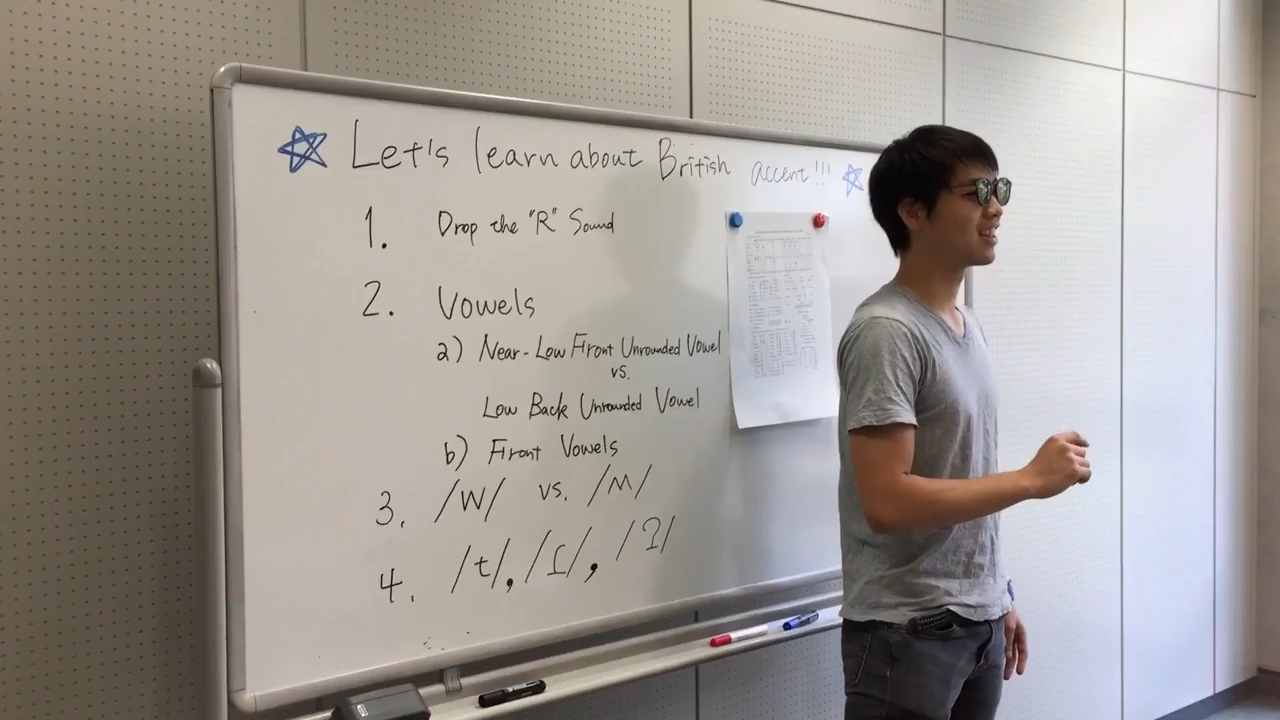 Let's learn about British accent!!!
1. Drop the "R" Sound
2. Vowels
a) Near-Low Front Unrounded Vowel
vs.
Low Back Unrounded Vowel
b) Front Vowels
3. /w/ vs. /ʍ/
4. /t/, /ɾ/, /ʔ/